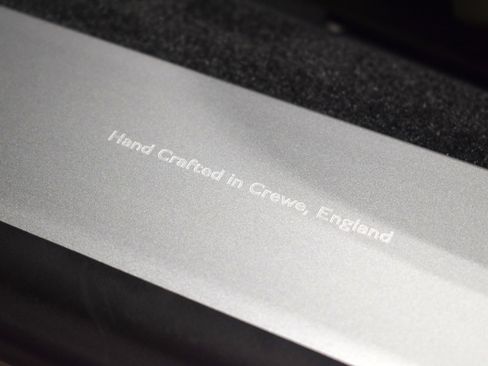 Hand Crafted in Crewe, England